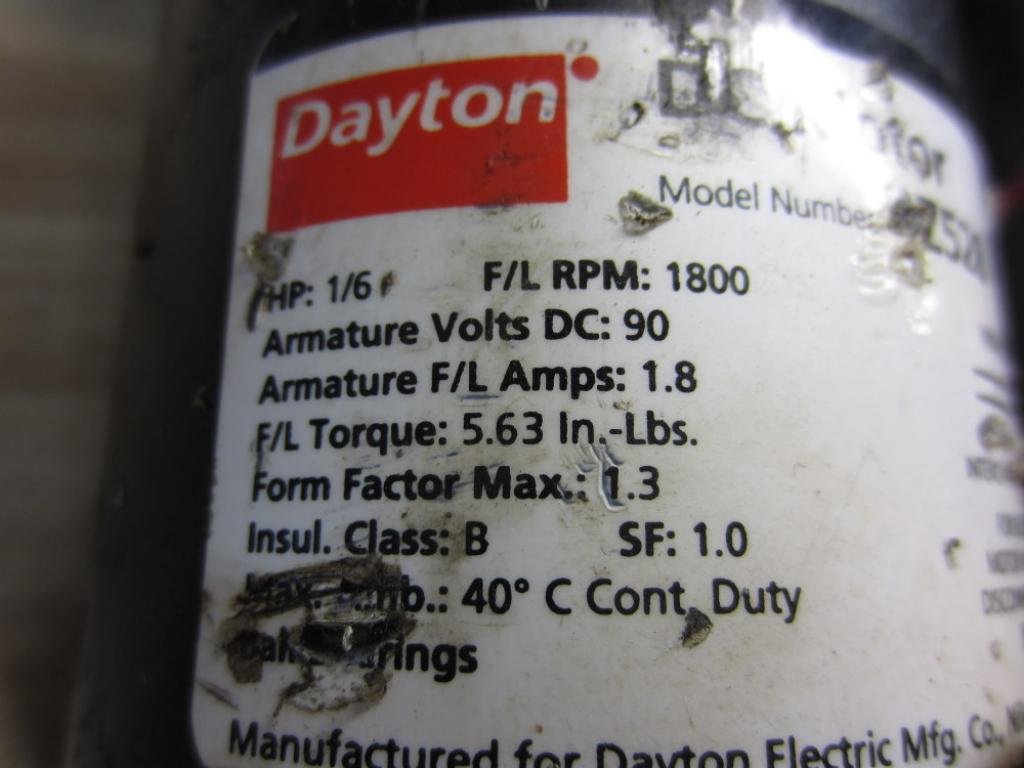 Dayton
DC
Model Number
HP: 1/6 F/L RPM: 1800
Armature Volts DC: 90
Armature F/L Amps: 1.8
F/L Torque: 5.63 In.-Lbs.
Form Factor Max.: 1.3
Insul. Class: B SF: 1.0
40° C Cont. Duty
Manufactured for Dayton Electric Mfg. Co.,